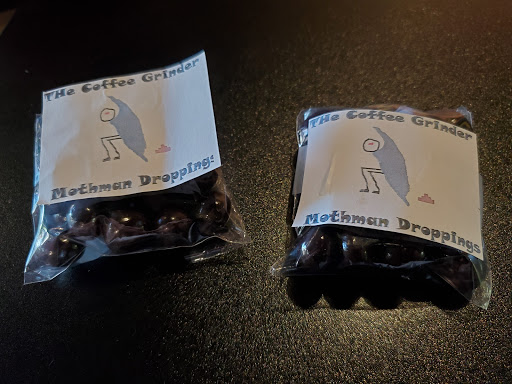 THe Coffee Grinder
Mothman Droppings
THe Coffee Grinder
Mothman Droppings